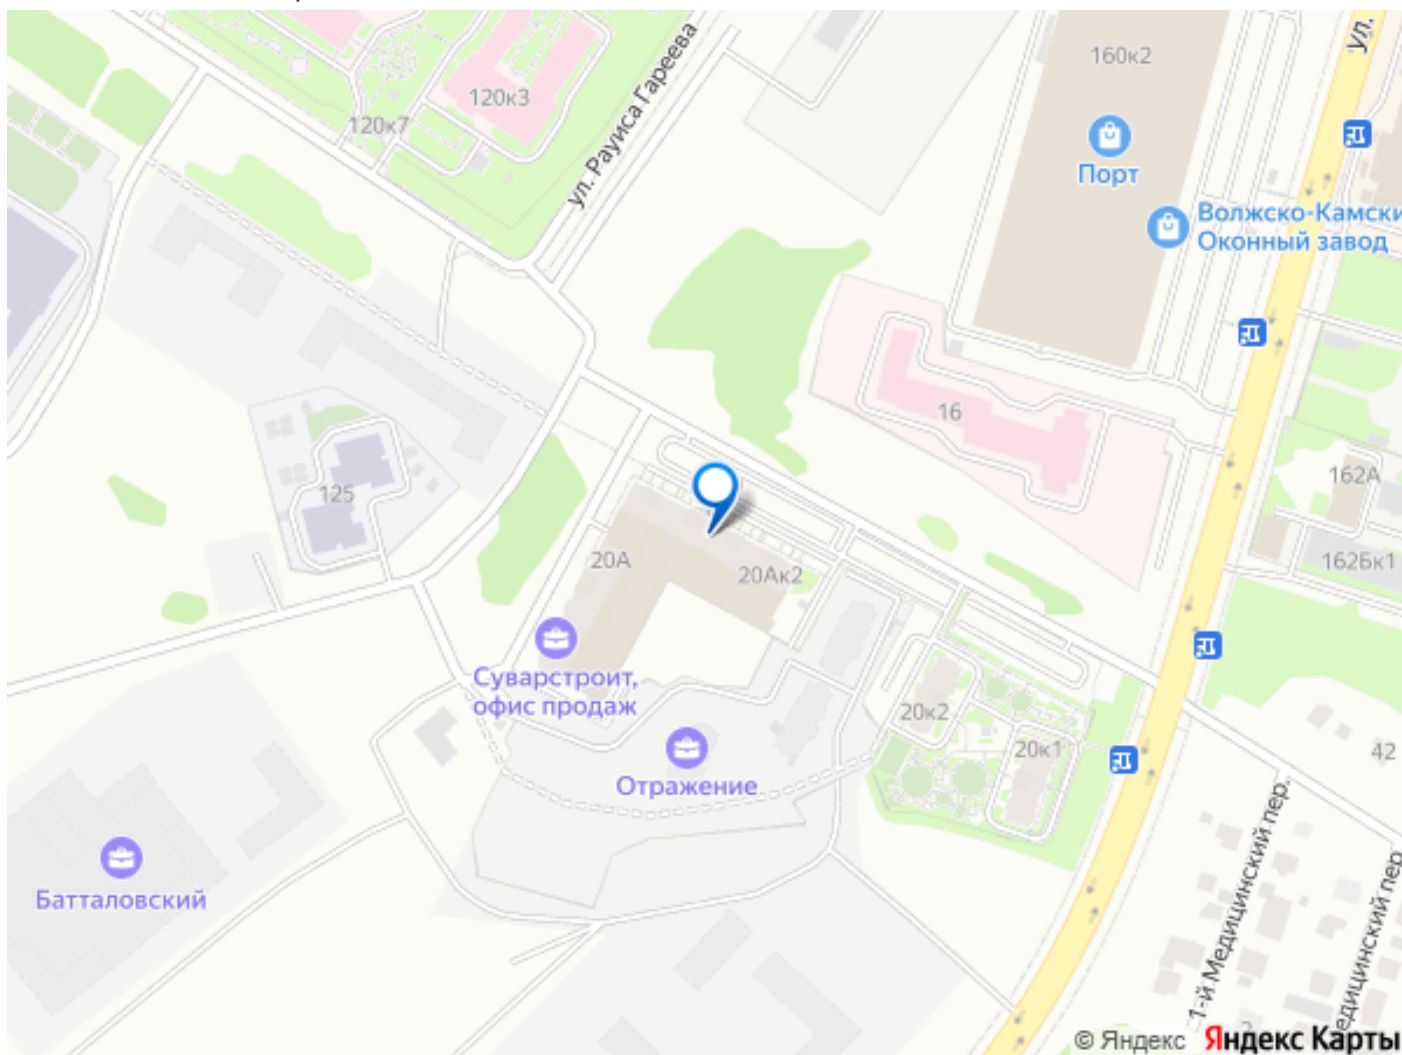 ул.
160к2
120к3
120к7
ул. Рауиса Гареева
Порт
Волжско-Камски
Оконный завод
16
162А
125
162Бк1
20А
20Ак2
Суварстроит,
офис продаж
20к2
20к1
42
Отражение
1-й Медицинский пер.
Батталовский
едицинский пер
2
© Яндекс Яндекс Карты